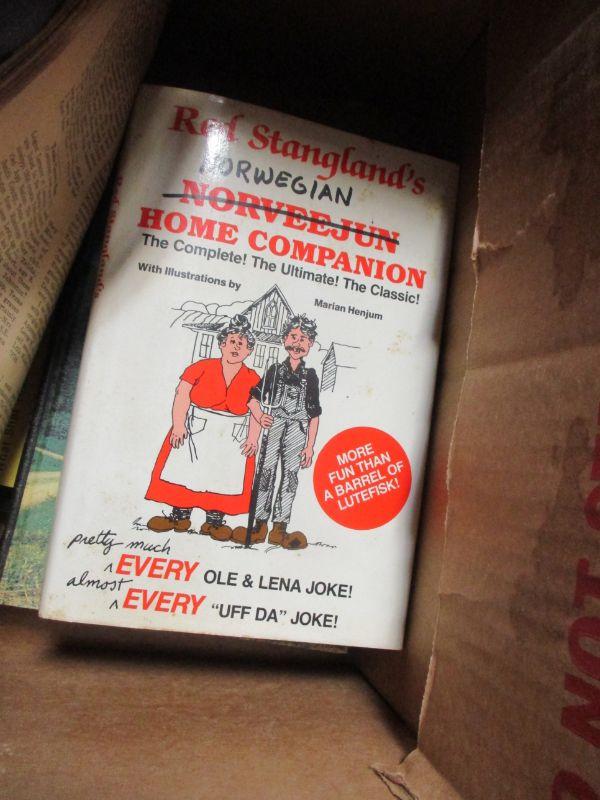 Red Stangland's
NORWEGIAN
NORVEEJUN
HOME COMPANION
The Complete! The Ultimate! The Classic!
With Illustrations by
Marian Henjum
MORE
FUN THAN
A BARREL OF
LUTEFISK!
pretty much
EVERY OLE & LENA JOKE!
almost
EVERY "UFF DA" JOKE!
NOT